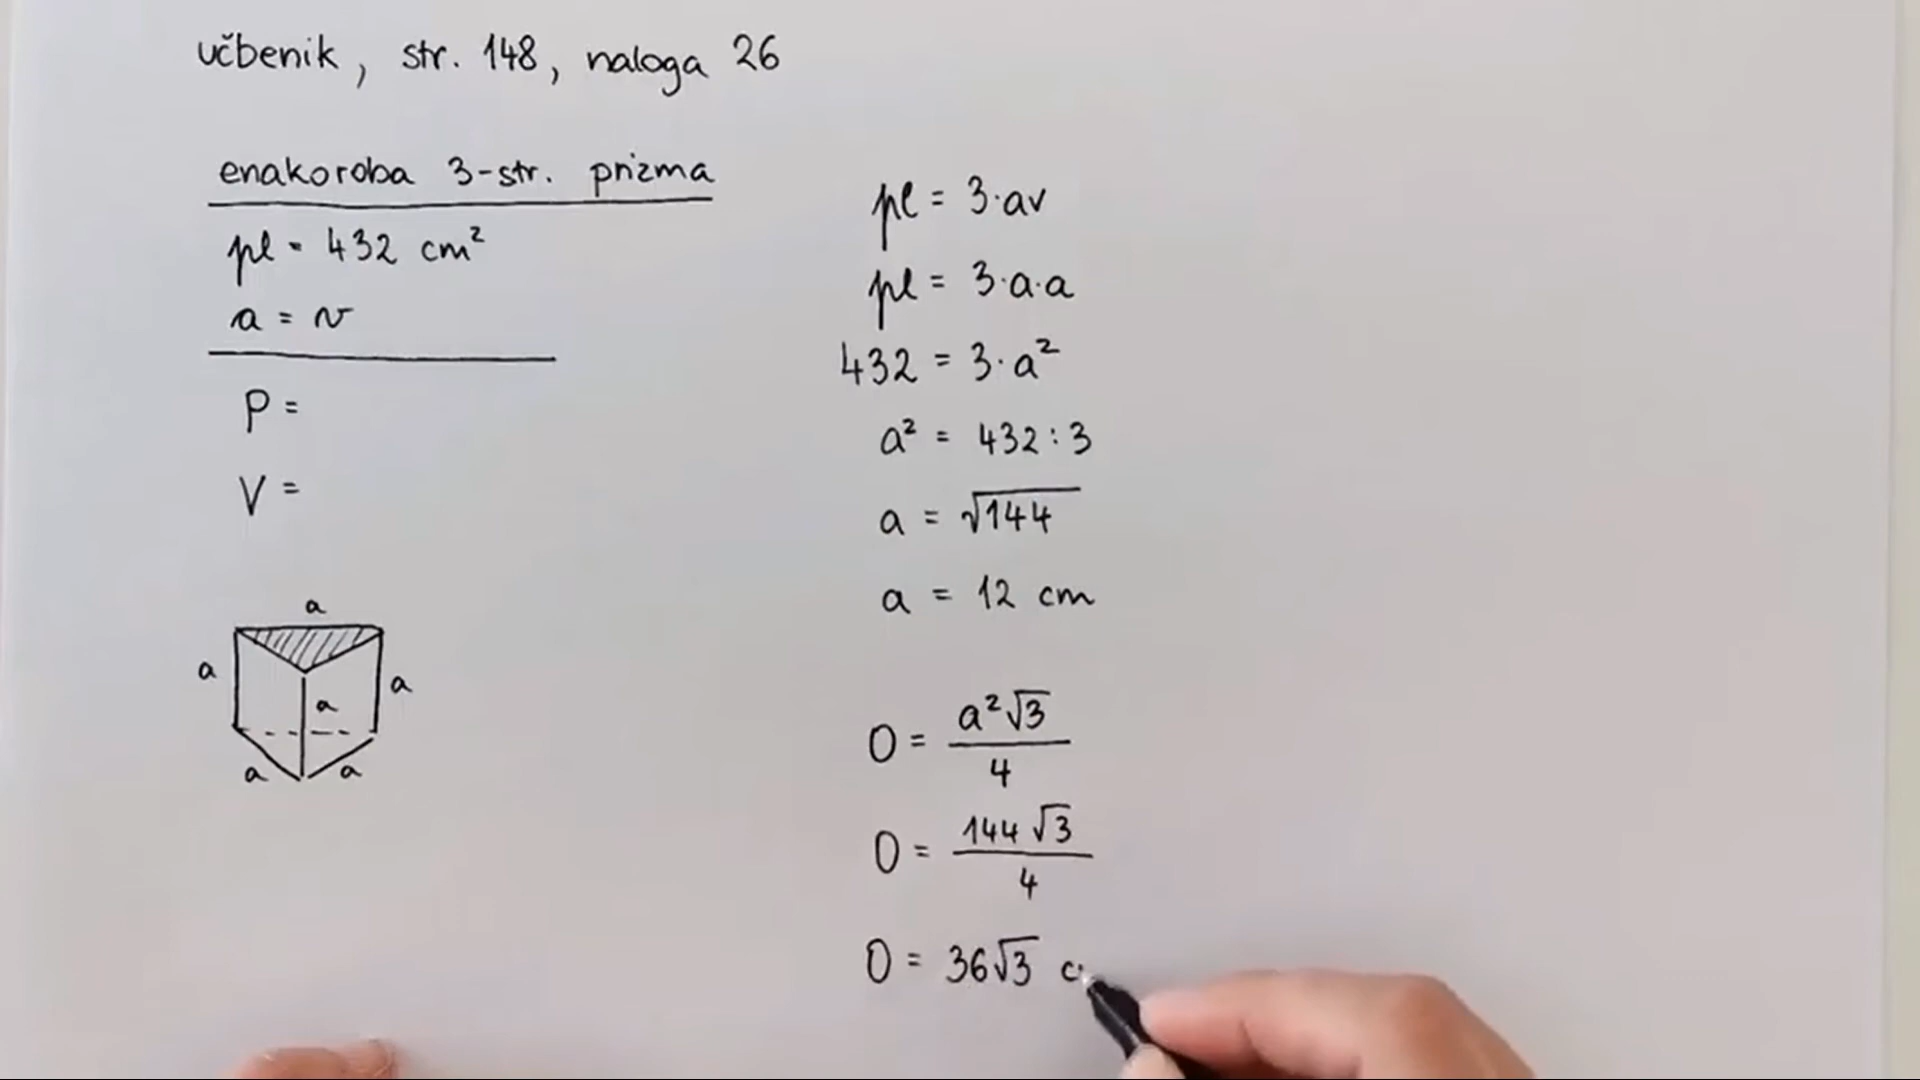 učbenik, str. 148, naloga 26
enakoroba 3-str. prizma
pl = 432 cm²
a = v
P =
V =
a
a
a
a
a
a
pl = 3·av
pl = 3·a·a
432 = 3·a²
a² = 432 : 3
a = √144
a = 12 cm
O = a²√3 / 4
O = 144√3 / 4
O = 36√3 c